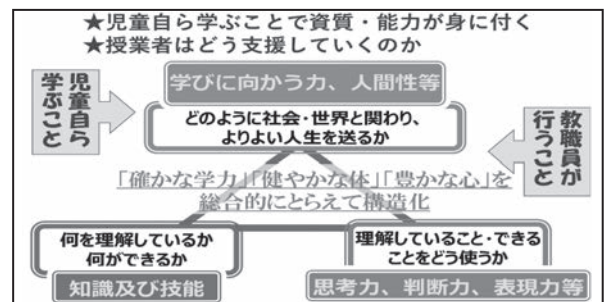 ★児童自ら学ぶことで資質・能力が身に付く
★授業者はどう支援していくのか
児童自ら
学ぶこと
学びに向かう力、人間性等
どのように社会・世界と関わり、
よりよい人生を送るか
教職員が
行うこと
「確かな学力」「健やかな体」「豊かな心」を
総合的にとらえて構造化
何を理解しているか
何ができるか
知識及び技能
理解していること・できる
ことをどう使うか
思考力、判断力、表現力等